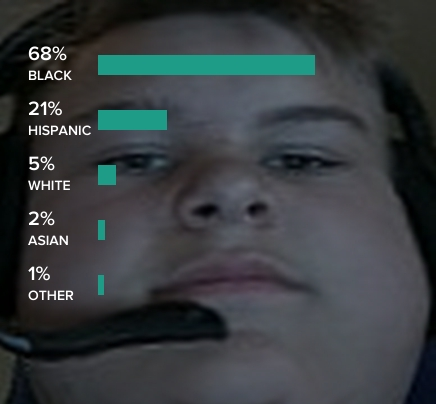 68%
BLACK
21%
HISPANIC
5%
WHITE
2%
ASIAN
1%
OTHER